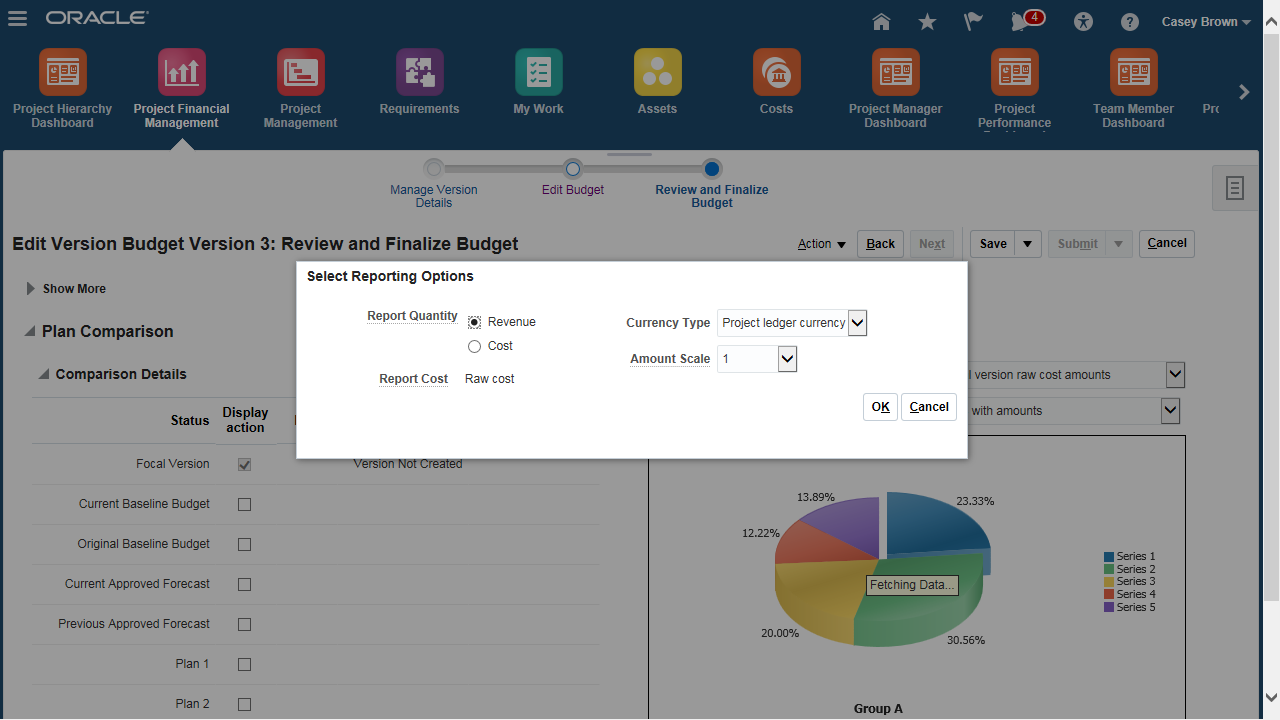 ORACLE®
4
?
Casey Brown
Project Hierarchy
Dashboard
Project Financial
Management
Project
Management
Requirements
My Work
Assets
Costs
Project Manager
Dashboard
Project
Performance
Team Member
Dashboard
Pro
Manage Version
Details
Edit Budget
Review and Finalize
Budget
Edit Version Budget Version 3: Review and Finalize Budget
Action
Back
Next
Save
Submit
Cancel
Select Reporting Options
Show More
Report Quantity
Revenue
Cost
Currency Type
Project ledger currency
Amount Scale
1
Report Cost
Raw cost
OK
Cancel
Plan Comparison
Comparison Details
version raw cost amounts
with amounts
Status
Display
action
Focal Version
Version Not Created
Current Baseline Budget
Original Baseline Budget
Current Approved Forecast
Previous Approved Forecast
Plan 1
Plan 2
13.89%
23.33%
12.22%
Fetching Data...
20.00%
30.56%
Series 1
Series 2
Series 3
Series 4
Series 5
Group A